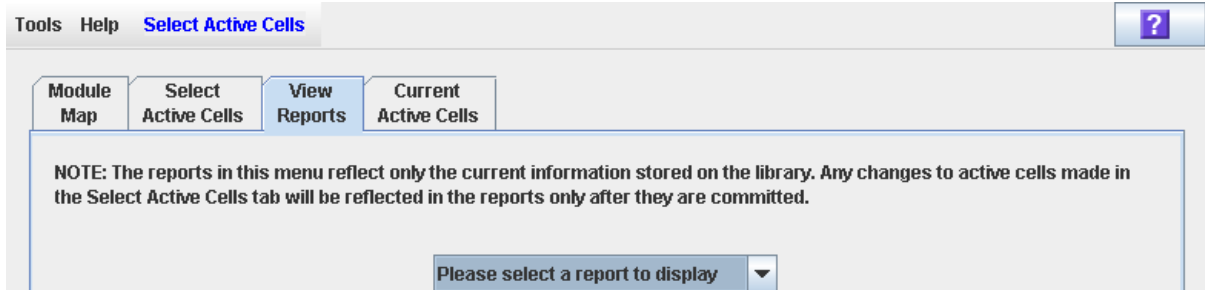 Tools Help Select Active Cells ?
Module Map Select Active Cells View Reports Current Active Cells
NOTE: The reports in this menu reflect only the current information stored on the library. Any changes to active cells made in
the Select Active Cells tab will be reflected in the reports only after they are committed.
Please select a report to display